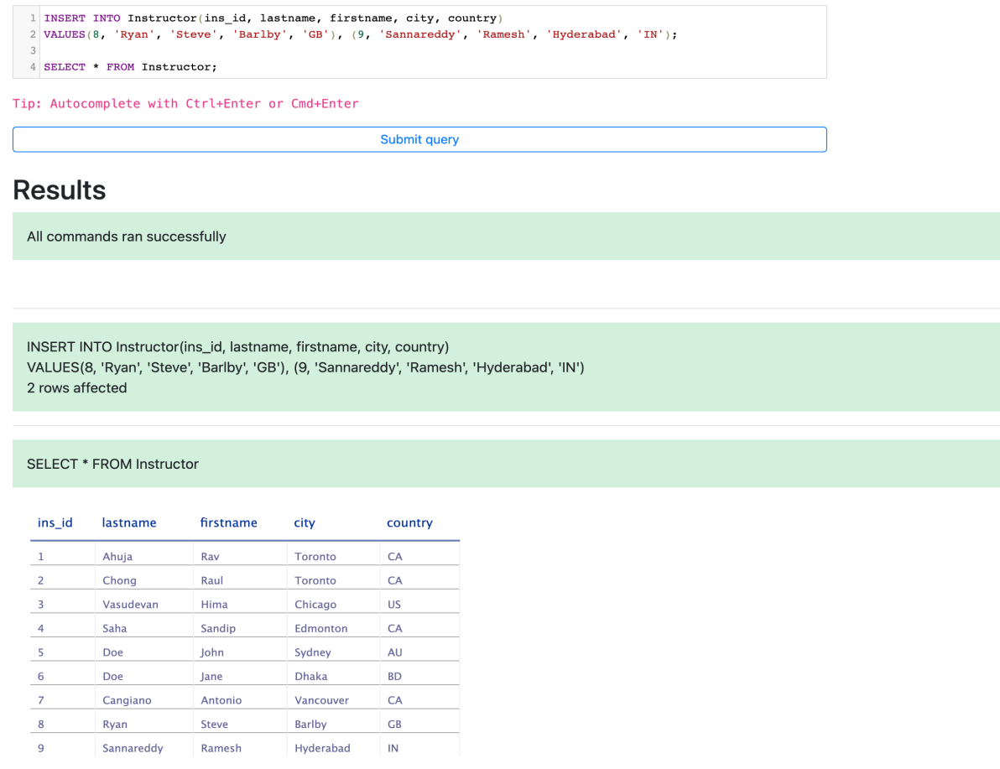 1 INSERT INTO Instructor(ins_id, lastname, firstname, city, country)
2 VALUES(8, 'Ryan', 'Steve', 'Barlby', 'GB'), (9, 'Sannareddy', 'Ramesh', 'Hyderabad', 'IN');
3
4 SELECT * FROM Instructor;
Tip: Autocomplete with Ctrl+Enter or Cmd+Enter
Submit query
Results
All commands ran successfully
INSERT INTO Instructor(ins_id, lastname, firstname, city, country)
VALUES(8, 'Ryan', 'Steve', 'Barlby', 'GB'), (9, 'Sannareddy', 'Ramesh', 'Hyderabad', 'IN')
2 rows affected
SELECT * FROM Instructor
ins_id lastname firstname city country
1 Ahuja Rav Toronto CA
2 Chong Raul Toronto CA
3 Vasudevan Hima Chicago US
4 Saha Sandip Edmonton CA
5 Doe John Sydney AU
6 Doe Jane Dhaka BD
7 Cangiano Antonio Vancouver CA
8 Ryan Steve Barlby GB
9 Sannareddy Ramesh Hyderabad IN